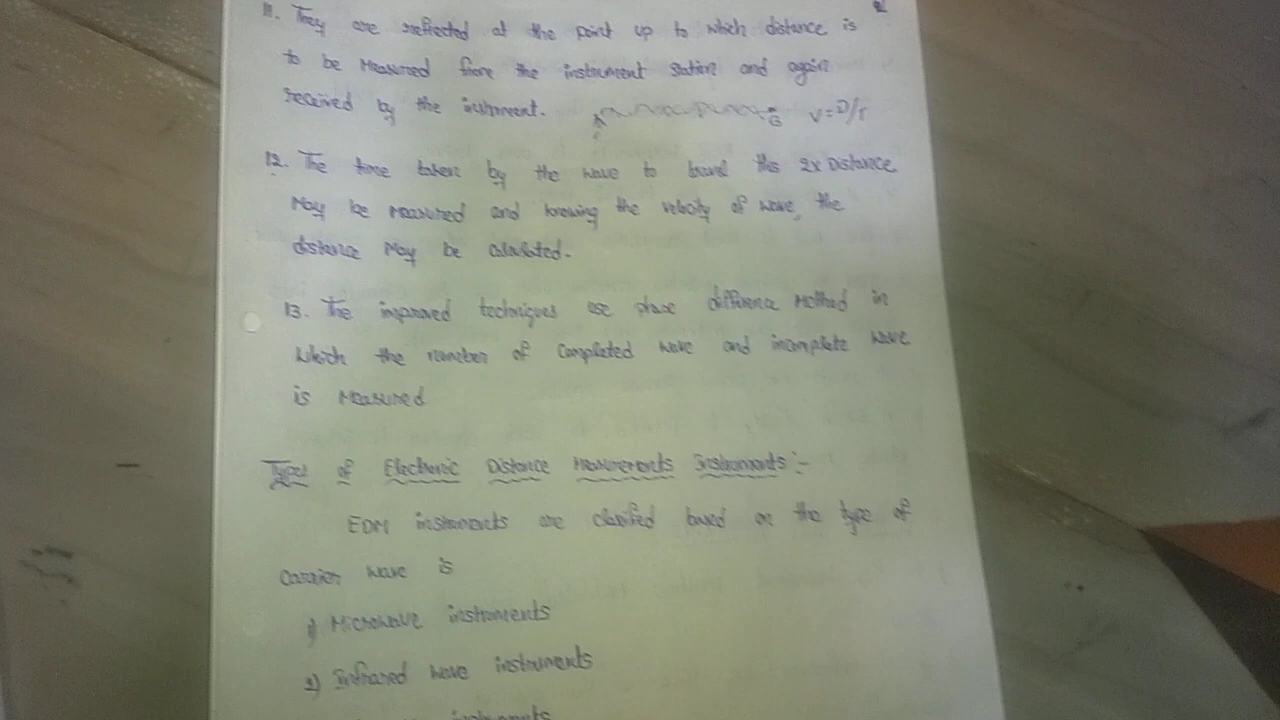 11. They are reflected at the point up to which distance is
to be Measured from the instrument station and again
received by the instrument. A B V = D/T
12. The time taken by the wave to travel this 2x Distance
May be Measured and knowing the velocity of wave, the
distance May be calculated.
13. The improved techniques use phase difference Method in
Which the number of Completed wave and incomplete wave
is Measured
Types of Electronic Distance Measurements Instruments :-
EDM instruments are clasified based on the type of
Carrier wave is
1) Microwave instruments
2) Infrared wave instruments
instruments